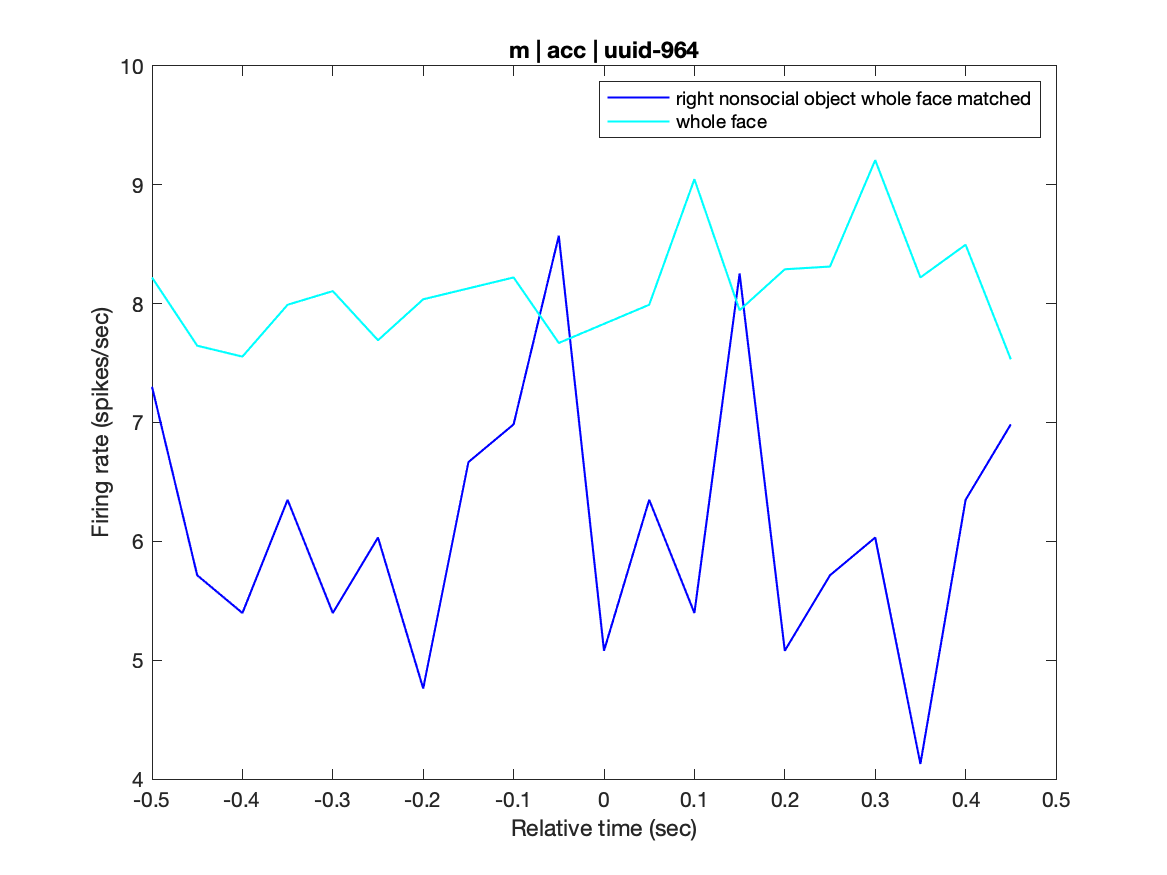 m | acc | uuid-964
right nonsocial object whole face matched
whole face
10
9
8
7
6
5
4
Firing rate (spikes/sec)
-0.5 -0.4 -0.3 -0.2 -0.1 0 0.1 0.2 0.3 0.4 0.5
Relative time (sec)